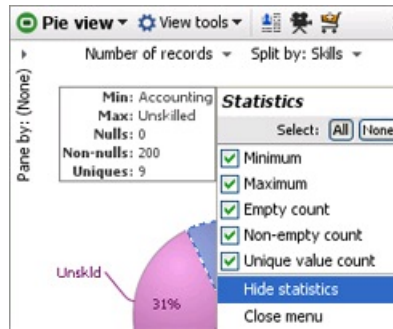 Pie view View tools
Number of records Split by: Skills
Pane by: (None)
Min: Accounting
Max: Unskilled
Nulls: 0
Non-nulls: 200
Uniques: 9
Unskld
31%
Statistics
Select: All None
Minimum
Maximum
Empty count
Non-empty count
Unique value count
Hide statistics
Close menu